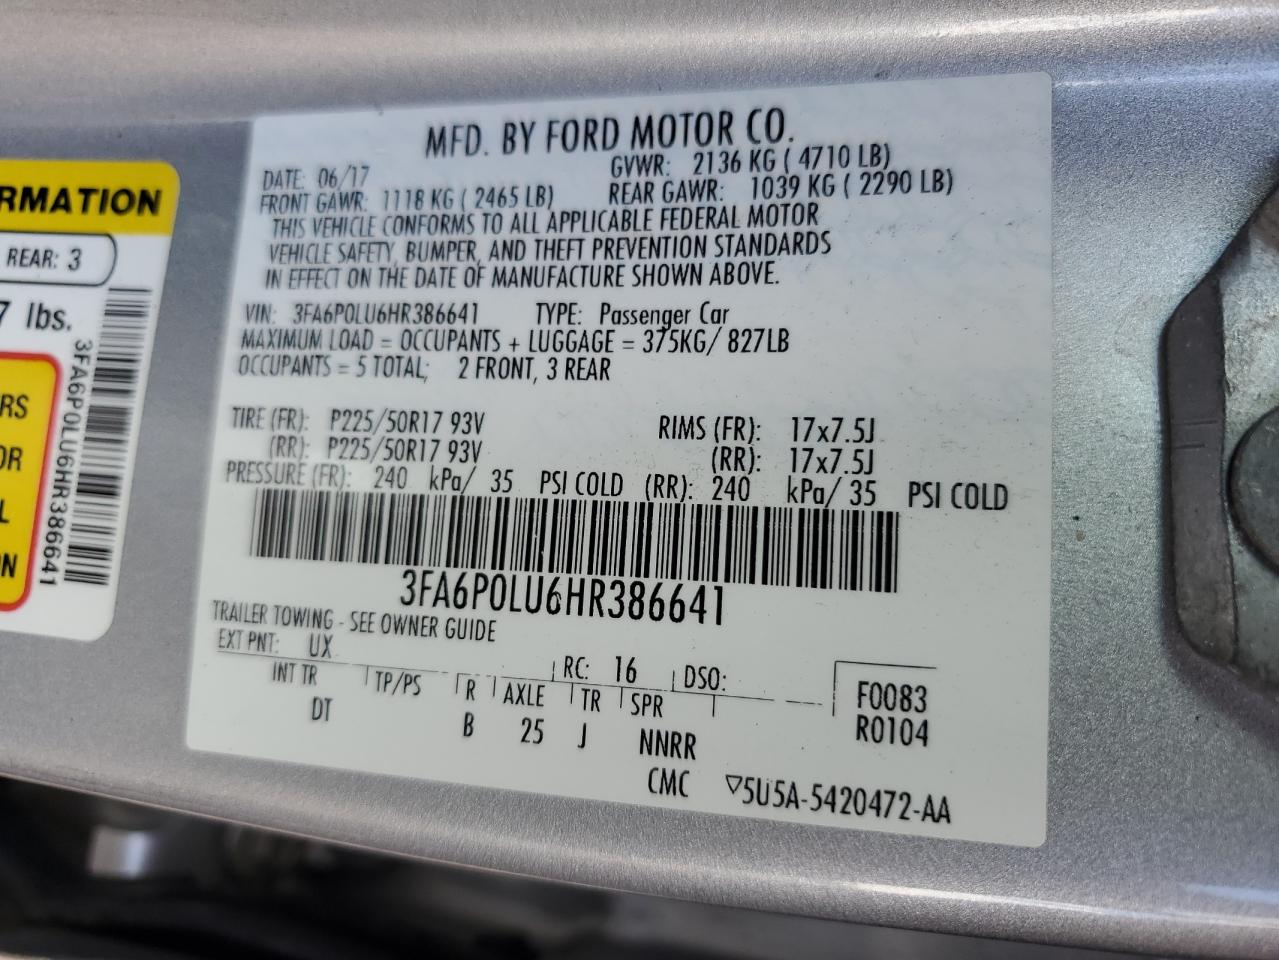 MFD. BY FORD MOTOR CO.
DATE: 06/17 GVWR: 2136 KG ( 4710 LB)
FRONT GAWR: 1118 KG ( 2465 LB) REAR GAWR: 1039 KG ( 2290 LB)
THIS VEHICLE CONFORMS TO ALL APPLICABLE FEDERAL MOTOR
VEHICLE SAFETY, BUMPER, AND THEFT PREVENTION STANDARDS
IN EFFECT ON THE DATE OF MANUFACTURE SHOWN ABOVE.
VIN: 3FA6P0LU6HR386641 TYPE: Passenger Car
MAXIMUM LOAD = OCCUPANTS + LUGGAGE = 375KG/ 827LB
OCCUPANTS = 5 TOTAL; 2 FRONT, 3 REAR
TIRE (FR): P225/50R17 93V RIMS (FR): 17x7.5J
(RR): P225/50R17 93V (RR): 17x7.5J
PRESSURE (FR): 240 kPa/ 35 PSI COLD (RR): 240 kPa/ 35 PSI COLD
3FA6P0LU6HR386641
TRAILER TOWING - SEE OWNER GUIDE
EXT PNT: UX RC: 16 DSO:
INT TR TP/PS R AXLE TR SPR F0083
DT B 25 J NNRR R0104
CMC ▽5U5A-5420472-AA
RMATION
REAR: 3
7 lbs.
RS
OR
L
N
3FA6P0LU6HR386641